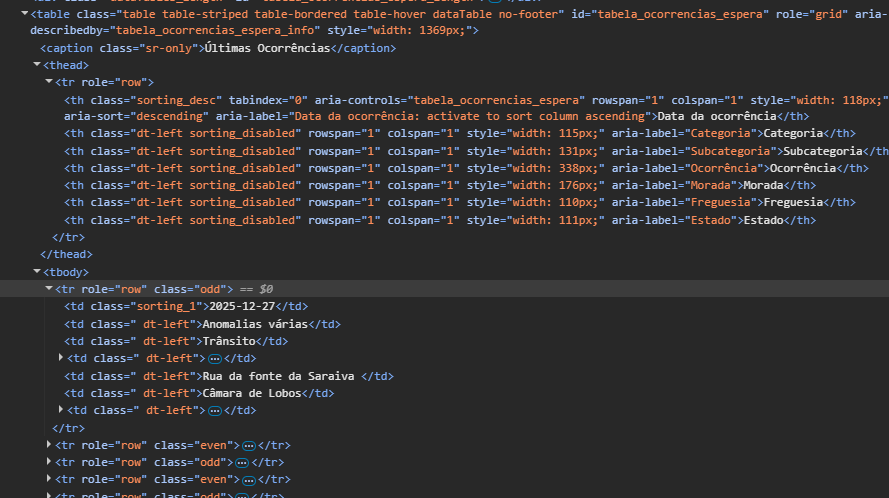 <table class="table table-striped table-bordered table-hover dataTable no-footer" id="tabela_ocorrencias_espera" role="grid" aria-
describedby="tabela_ocorrencias_espera_info" style="width: 1369px;">
<caption class="sr-only">Últimas Ocorrências</caption>
<thead>
<tr role="row">
<th class="sorting_desc" tabindex="0" aria-controls="tabela_ocorrencias_espera" rowspan="1" colspan="1" style="width: 118px;"
aria-sort="descending" aria-label="Data da ocorrência: activate to sort column ascending">Data da ocorrência</th>
<th class="dt-left sorting_disabled" rowspan="1" colspan="1" style="width: 115px;" aria-label="Categoria">Categoria</th>
<th class="dt-left sorting_disabled" rowspan="1" colspan="1" style="width: 131px;" aria-label="Subcategoria">Subcategoria</th
<th class="dt-left sorting_disabled" rowspan="1" colspan="1" style="width: 338px;" aria-label="Ocorrência">Ocorrência</th>
<th class="dt-left sorting_disabled" rowspan="1" colspan="1" style="width: 176px;" aria-label="Morada">Morada</th>
<th class="dt-left sorting_disabled" rowspan="1" colspan="1" style="width: 110px;" aria-label="Freguesia">Freguesia</th>
<th class="dt-left sorting_disabled" rowspan="1" colspan="1" style="width: 111px;" aria-label="Estado">Estado</th>
</tr>
</thead>
<tbody>
<tr role="row" class="odd"> == $0
<td class="sorting_1">2025-12-27</td>
<td class=" dt-left">Anomalias várias</td>
<td class=" dt-left">Trânsito</td>
<td class=" dt-left">…</td>
<td class=" dt-left">Rua da fonte da Saraiva </td>
<td class=" dt-left">Câmara de Lobos</td>
<td class=" dt-left">…</td>
</tr>
<tr role="row" class="even">…</tr>
<tr role="row" class="odd">…</tr>
<tr role="row" class="even">…</tr>